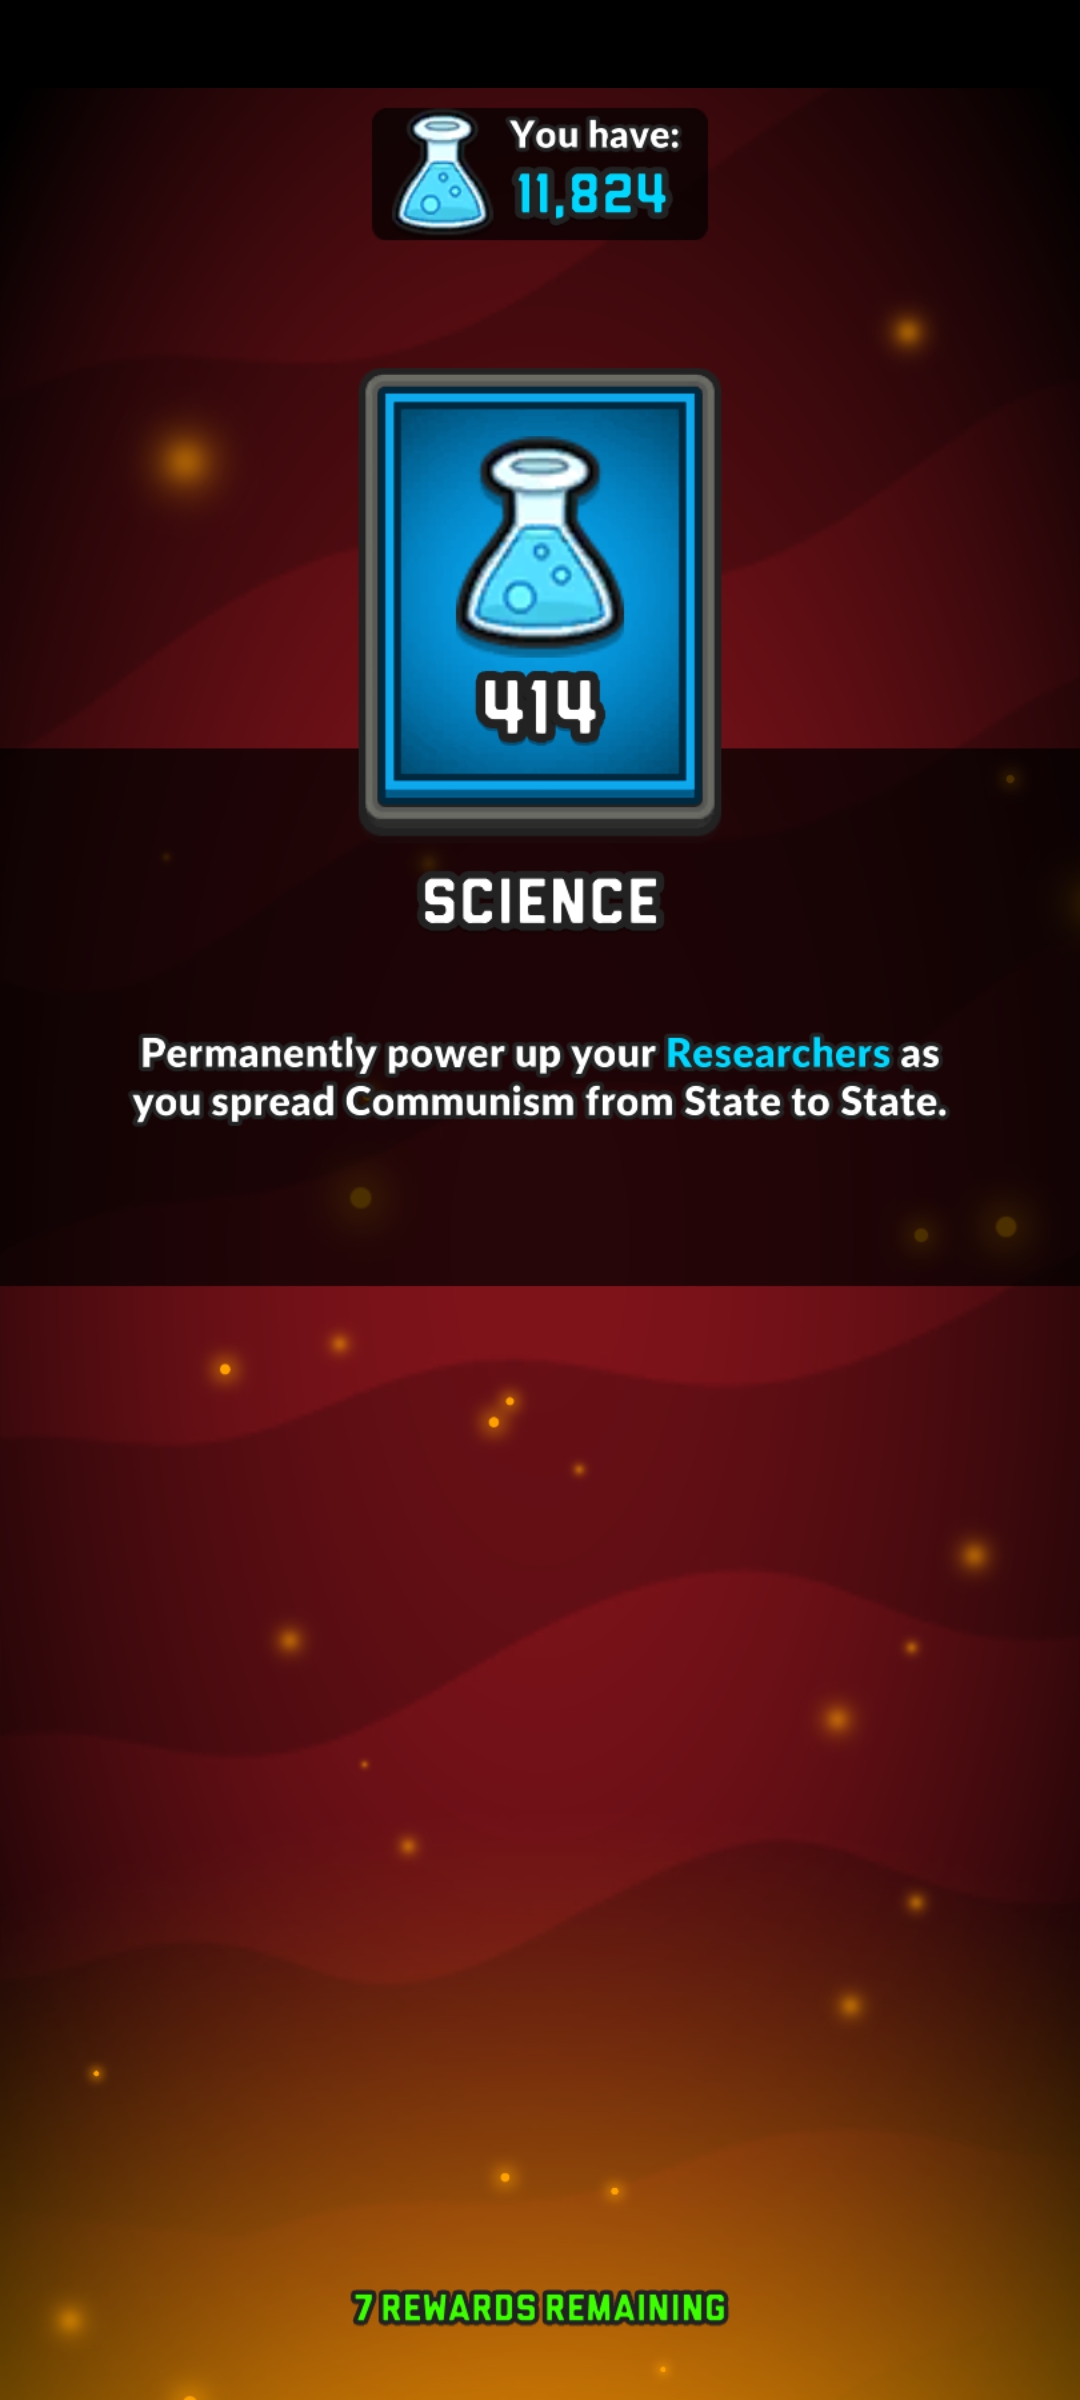 You have:
11,824
414
SCIENCE
Permanently power up your Researchers as
you spread Communism from State to State.
7 REWARDS REMAINING